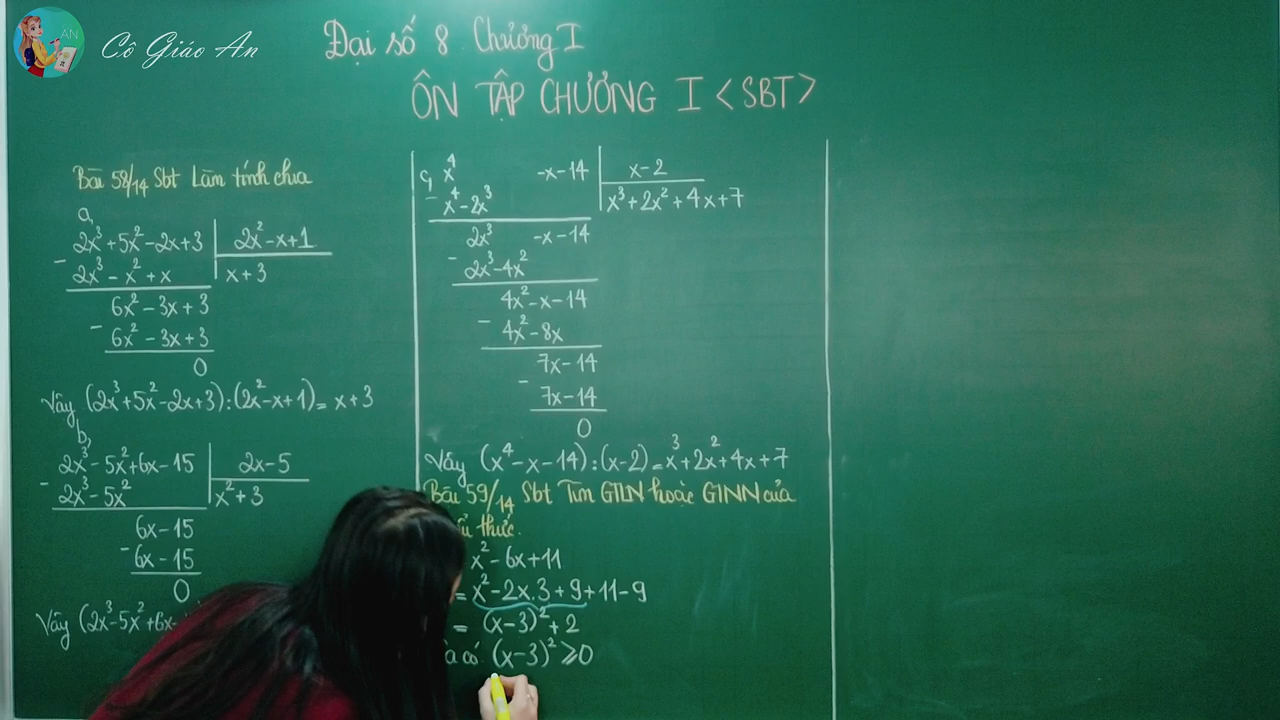 AN
Cô Giáo An
Đại số 8 Chương I
ÔN TẬP CHƯƠNG I <SBT>
Bài 58/14 Sbt Làm tính chia
a,
2x³+5x²-2x+3 | 2x²-x+1
- 2x³-x²+x | x+3
6x²-3x+3
- 6x²-3x+3
0
Vậy (2x³+5x²-2x+3):(2x²-x+1)=x+3
b,
2x³-5x²+6x-15 | 2x-5
- 2x³-5x² | x²+3
6x-15
- 6x-15
0
Vậy (2x³-5x²+6x-
c, x⁴ -x-14 | x-2
- x⁴-2x³ | x³+2x²+4x+7
2x³ -x-14
- 2x³-4x²
4x²-x-14
- 4x²-8x
7x-14
- 7x-14
0
Vậy (x⁴-x-14):(x-2)=x³+2x²+4x+7
Bài 59/14 Sbt Tìm GTLN hoặc GTNN của
thức.
x²-6x+11
= x²-2x.3+9+11-9
= (x-3)²+2
có (x-3)²⩾0